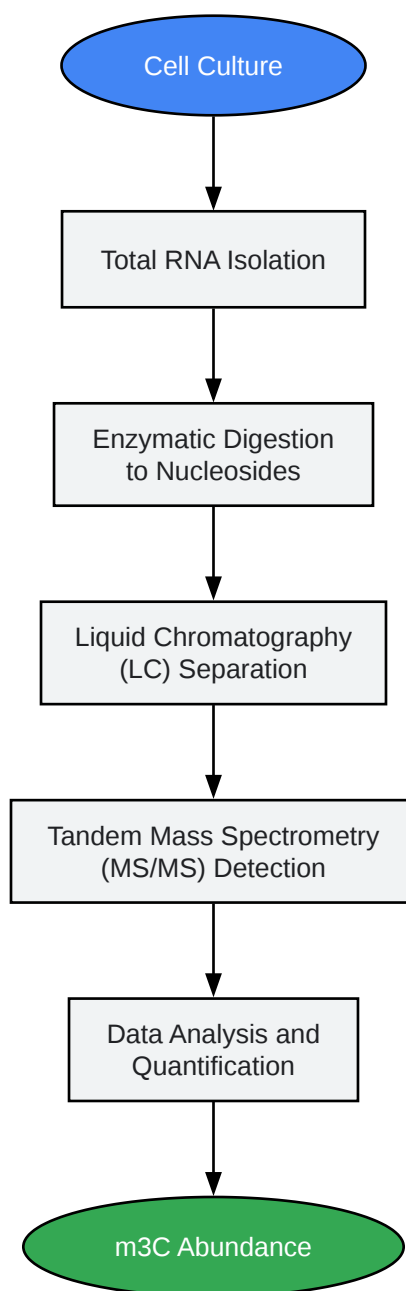 Cell Culture
Total RNA Isolation
Enzymatic Digestion
to Nucleosides
Liquid Chromatography
(LC) Separation
Tandem Mass Spectrometry
(MS/MS) Detection
Data Analysis and
Quantification
m3C Abundance